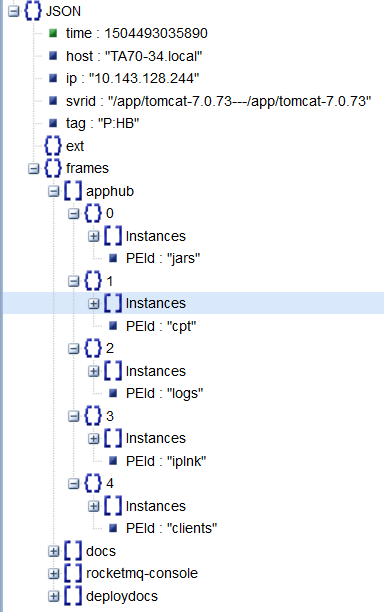 JSON
time : 1504493035890
host : "TA70-34.local"
ip : "10.143.128.244"
svrid : "/app/tomcat-7.0.73---/app/tomcat-7.0.73"
tag : "P:HB"
ext
frames
apphub
0
Instances
PEId : "jars"
1
Instances
PEId : "cpt"
2
Instances
PEId : "logs"
3
Instances
PEId : "iplnk"
4
Instances
PEId : "clients"
docs
rocketmq-console
deploydocs